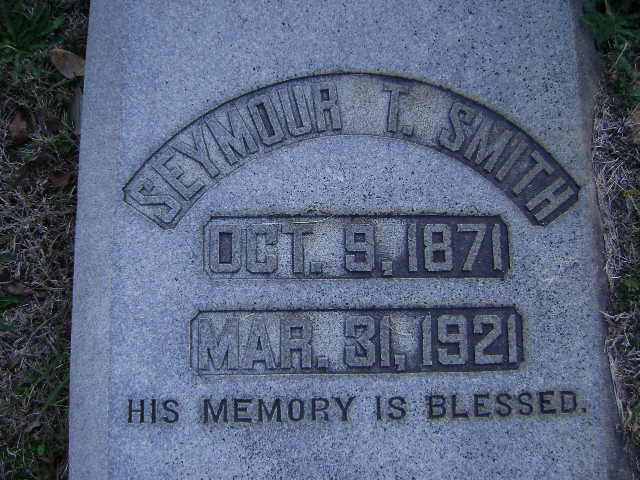 SEYMOUR T. SMITH
OCT. 9, 1871
MAR. 31, 1921
HIS MEMORY IS BLESSED.